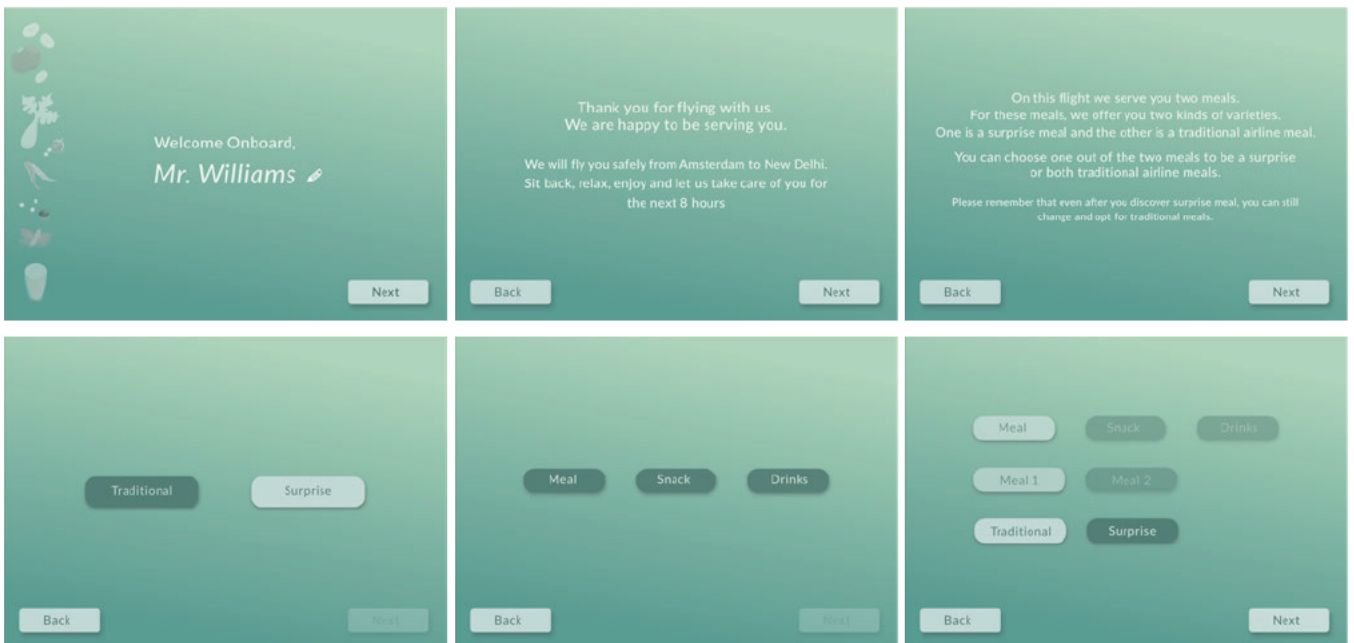 Welcome Onboard,
Mr. Williams
Next
Thank you for flying with us
We are happy to be serving you.
We will fly you safely from Amsterdam to New Delhi.
Sit back, relax, enjoy and let us take care of you for
the next 8 hours
Back
Next
On this flight we serve you two meals.
For these meals, we offer you two kinds of varieties.
One is a surprise meal and the other is a traditional airline meal.
You can choose one out of the two meals to be a surprise
or both traditional airline meals.
Please remember that even after you discover surprise meal, you can still
change and opt for traditional meals.
Back
Next
Traditional
Surprise
Back
Next
Meal
Snack
Drinks
Back
Next
Meal
Snack
Drinks
Meal 1
Meal 2
Traditional
Surprise
Back
Next